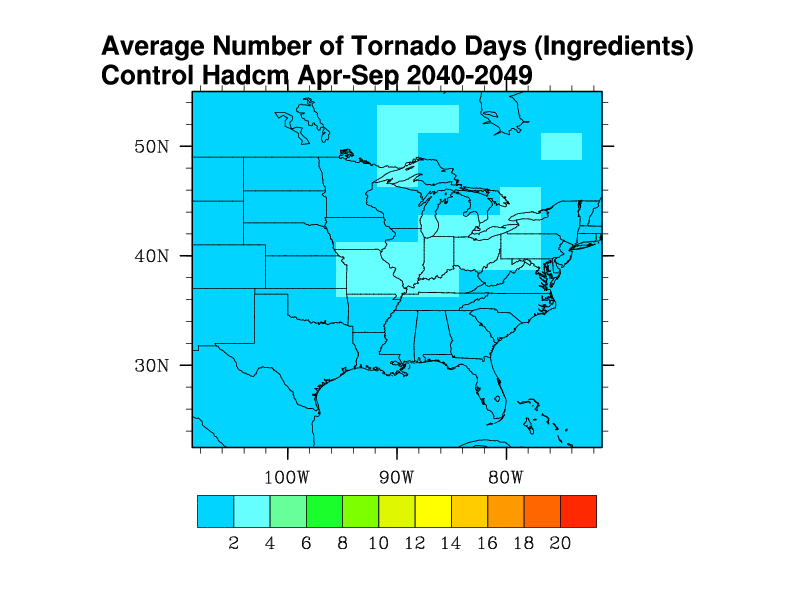 Average Number of Tornado Days (Ingredients)
Control Hadcm Apr-Sep 2040-2049
50N
40N
30N
100W 90W 80W
2 4 6 8 10 12 14 16 18 20